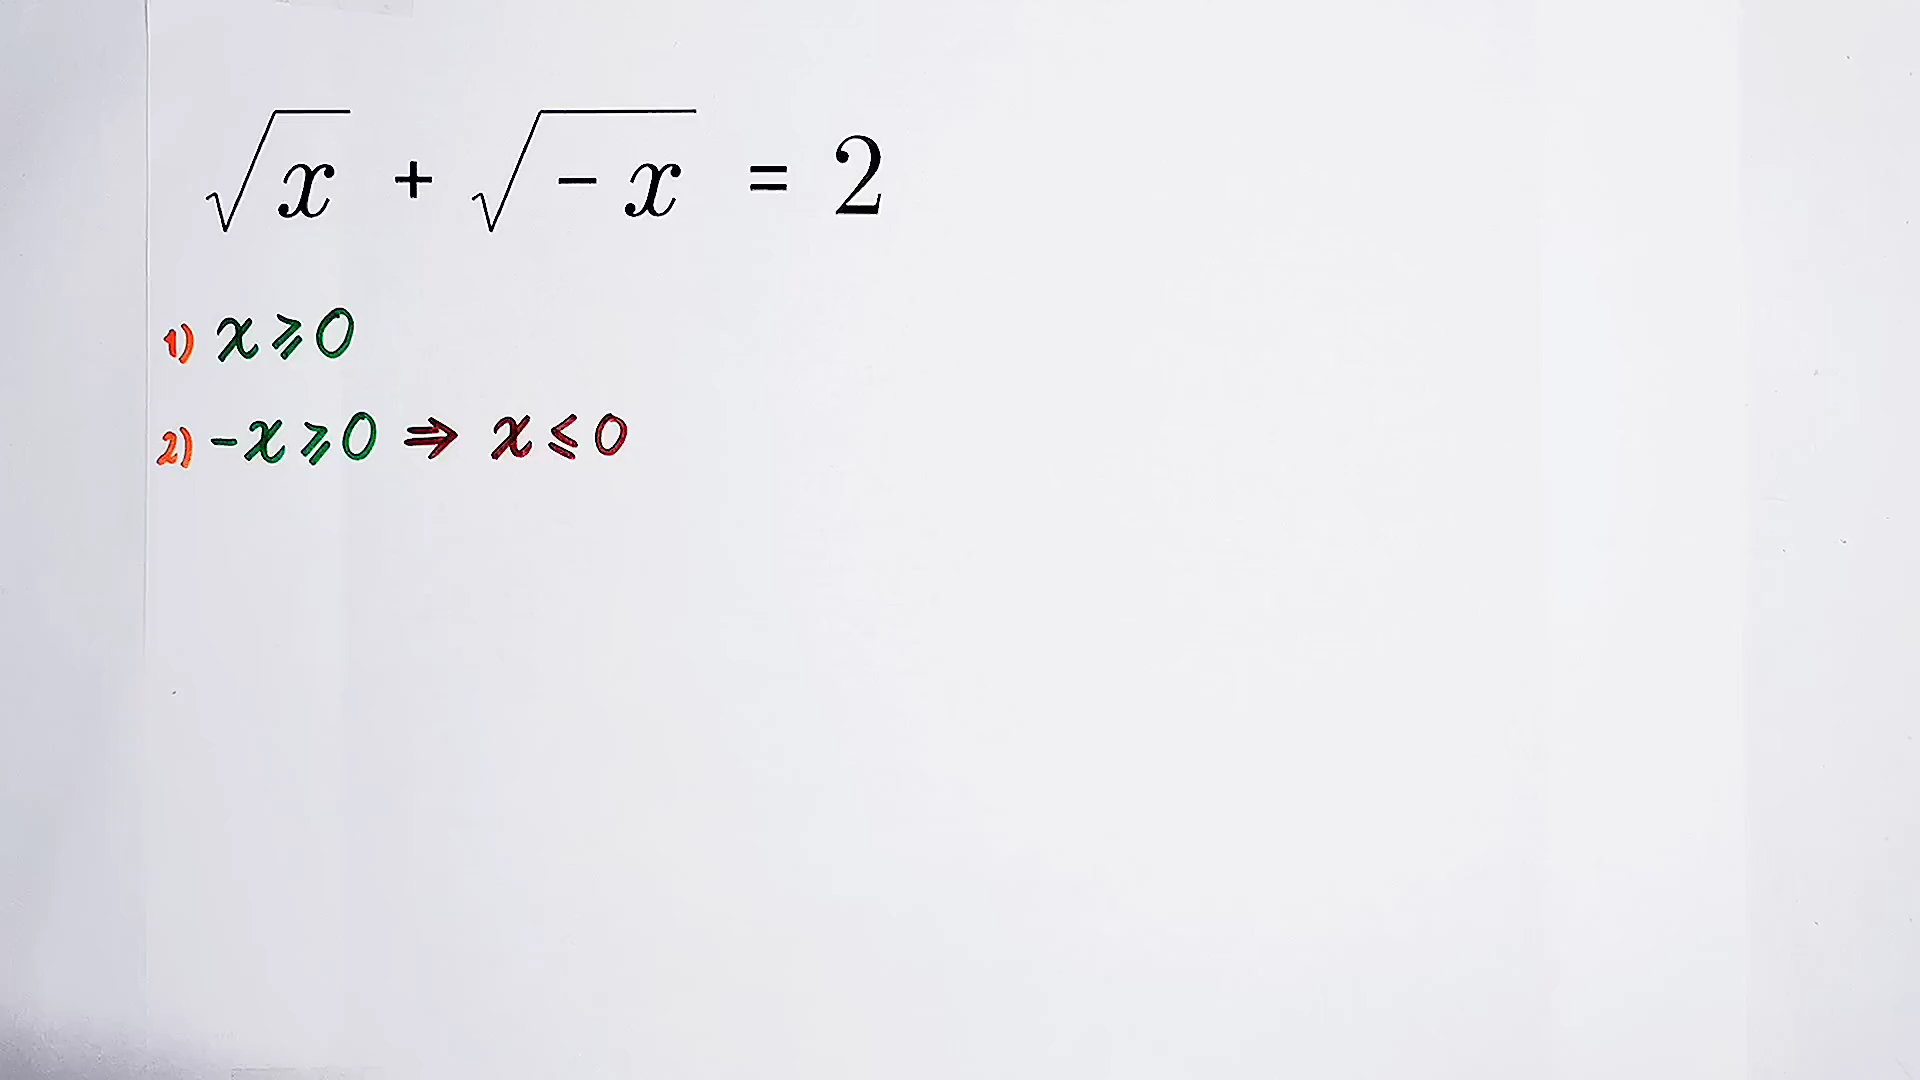 √x + √-x = 2
1) x ⩾ 0
2) -x ⩾ 0 ⇒ x ≤ 0